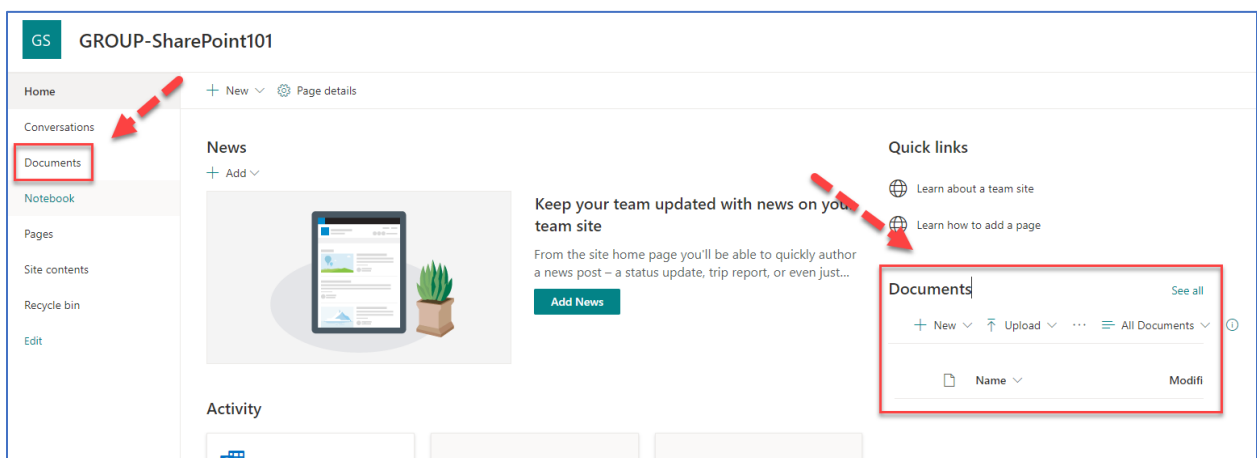 GS GROUP-SharePoint101
Home
Conversations
Documents
Notebook
Pages
Site contents
Recycle bin
Edit
+ New Page details
News
+ Add
Keep your team updated with news on your
team site
From the site home page you'll be able to quickly author
a news post – a status update, trip report, or even just...
Add News
Activity
Quick links
Learn about a team site
Learn how to add a page
Documents See all
+ New Upload ... All Documents
Name Modifi